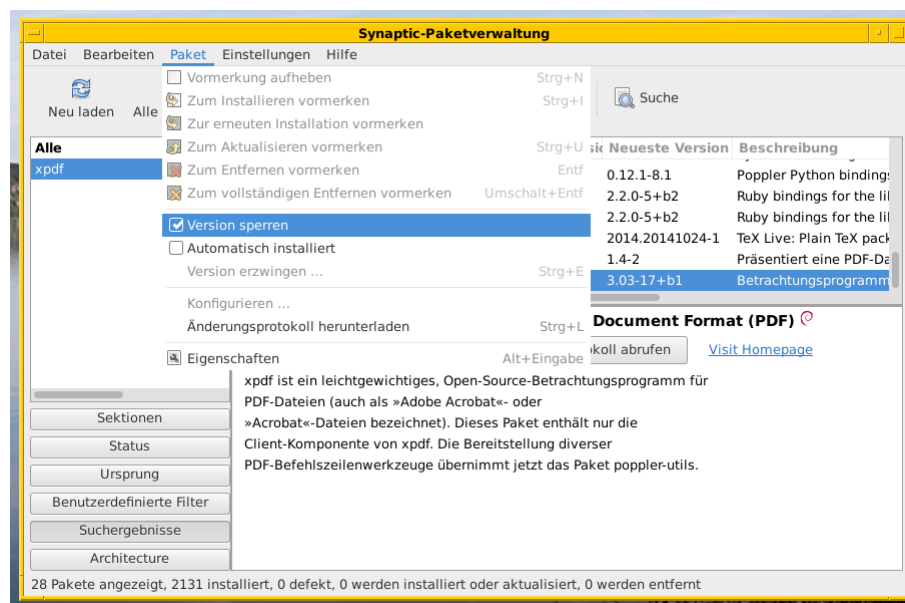 Synaptic-Paketverwaltung
Datei Bearbeiten Paket Einstellungen Hilfe
Neu laden Alle
Suche
Vormerkung aufheben Strg+N
Zum Installieren vormerken Strg+I
Zur erneuten Installation vormerken
Zum Aktualisieren vormerken Strg+U
Zum Entfernen vormerken Entf
Zum vollständigen Entfernen vormerken Umschalt+Entf
Version sperren
Automatisch installiert
Version erzwingen ... Strg+E
Konfigurieren ...
Änderungsprotokoll herunterladen Strg+L
Eigenschaften Alt+Eingabe
Alle
xpdf
Neueste Version Beschreibung
0.12.1-8.1 Poppler Python bindings
2.2.0-5+b2 Ruby bindings for the
2.2.0-5+b2 Ruby bindings for the
2014.20141024-1 TeX Live: Plain TeX pack
1.4-2 Präsentiert eine PDF-Da
3.03-17+b1 Betrachtungsprogramm
Document Format (PDF)
koll abrufen Visit Homepage
xpdf ist ein leichtgewichtiges, Open-Source-Betrachtungsprogramm für
PDF-Dateien (auch als »Adobe Acrobat«- oder
»Acrobat«-Dateien bezeichnet). Dieses Paket enthält nur die
Client-Komponente von xpdf. Die Bereitstellung diverser
PDF-Befehlszeilenwerkzeuge übernimmt jetzt das Paket poppler-utils.
Sektionen
Status
Ursprung
Benutzerdefinierte Filter
Suchergebnisse
Architecture
28 Pakete angezeigt, 2131 installiert, 0 defekt, 0 werden installiert oder aktualisiert, 0 werden entfernt